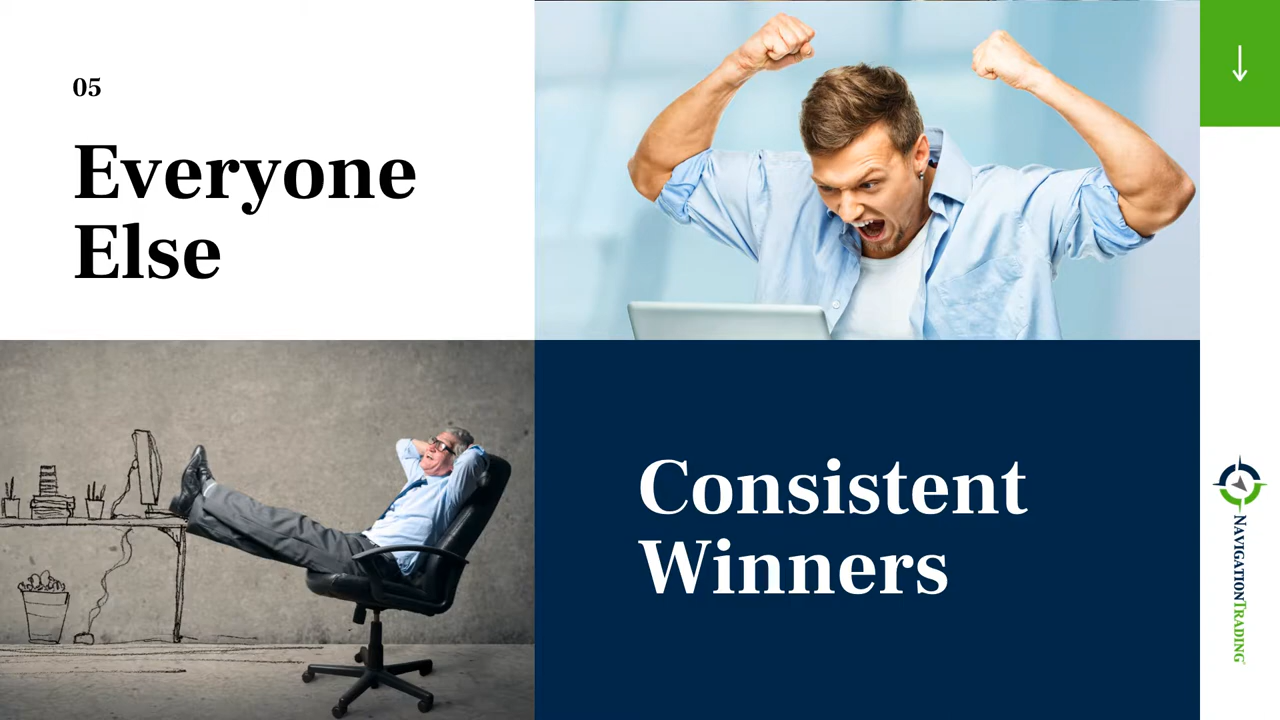 05
Everyone
Else
Consistent
Winners
NAVIGATIONTRADING